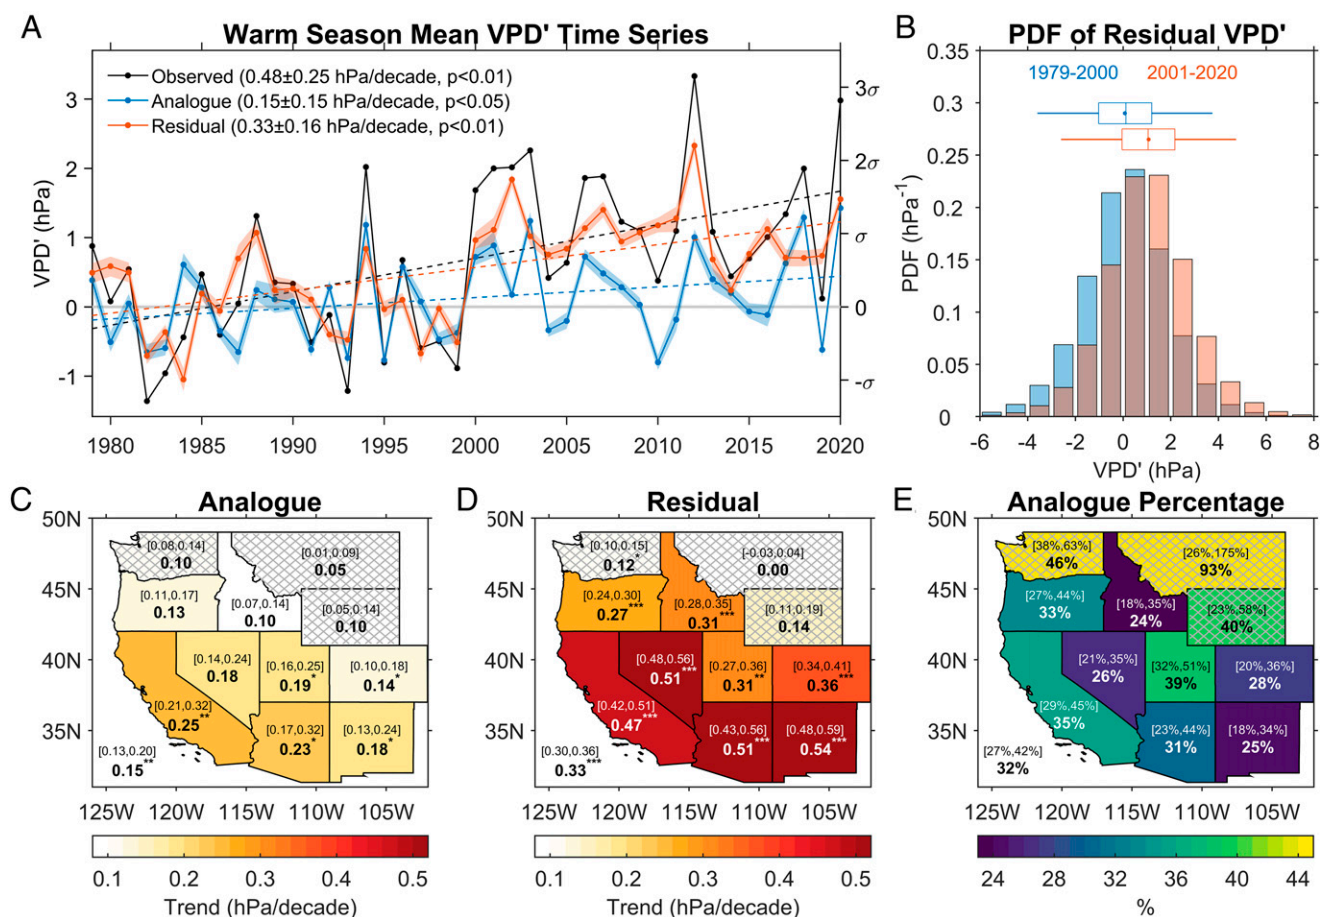 A
Warm Season Mean VPD' Time Series
Observed (0.48±0.25 hPa/decade, p<0.01)
Analogue (0.15±0.15 hPa/decade, p<0.05)
Residual (0.33±0.16 hPa/decade, p<0.01)
VPD' (hPa)
3
2
1
0
-1
3σ
2σ
σ
0
-σ
1980
1985
1990
1995
2000
2005
2010
2015
2020
B
PDF of Residual VPD'
1979-2000
2001-2020
PDF (hPa-1)
0.35
0.3
0.25
0.2
0.15
0.1
0.05
0
-6
-4
-2
0
2
4
6
8
VPD' (hPa)
C
Analogue
50N
45N
40N
35N
[0.08,0.14]
0.10
[0.01,0.09]
0.05
[0.11,0.17]
0.13
[0.07,0.14]
0.10
[0.05,0.14]
0.10
[0.14,0.24]
0.18
[0.16,0.25]
0.19*
[0.10,0.18]
0.14*
[0.21,0.32]
0.25**
[0.17,0.32]
0.23*
[0.13,0.24]
0.18*
[0.13,0.20]
0.15**
125W
120W
115W
110W
105W
0.1
0.2
0.3
0.4
0.5
Trend (hPa/decade)
D
Residual
50N
45N
40N
35N
[0.10,0.15]
0.12*
[-0.03,0.04]
0.00
[0.24,0.30]
0.27***
[0.28,0.35]
0.31***
[0.11,0.19]
0.14
[0.48,0.56]
0.51***
[0.27,0.36]
0.31**
[0.34,0.41]
0.36***
[0.42,0.51]
0.47***
[0.43,0.56]
0.51***
[0.48,0.59]
0.54***
[0.30,0.36]
0.33***
125W
120W
115W
110W
105W
0.1
0.2
0.3
0.4
0.5
Trend (hPa/decade)
E
Analogue Percentage
50N
45N
40N
35N
[38%,63%]
46%
[26%,175%]
93%
[27%,44%]
33%
[18%,35%]
24%
[23%,58%]
40%
[21%,35%]
26%
[32%,51%]
39%
[20%,36%]
28%
[29%,45%]
35%
[23%,44%]
31%
[18%,34%]
25%
[27%,42%]
32%
125W
120W
115W
110W
105W
24
28
32
36
40
44
%